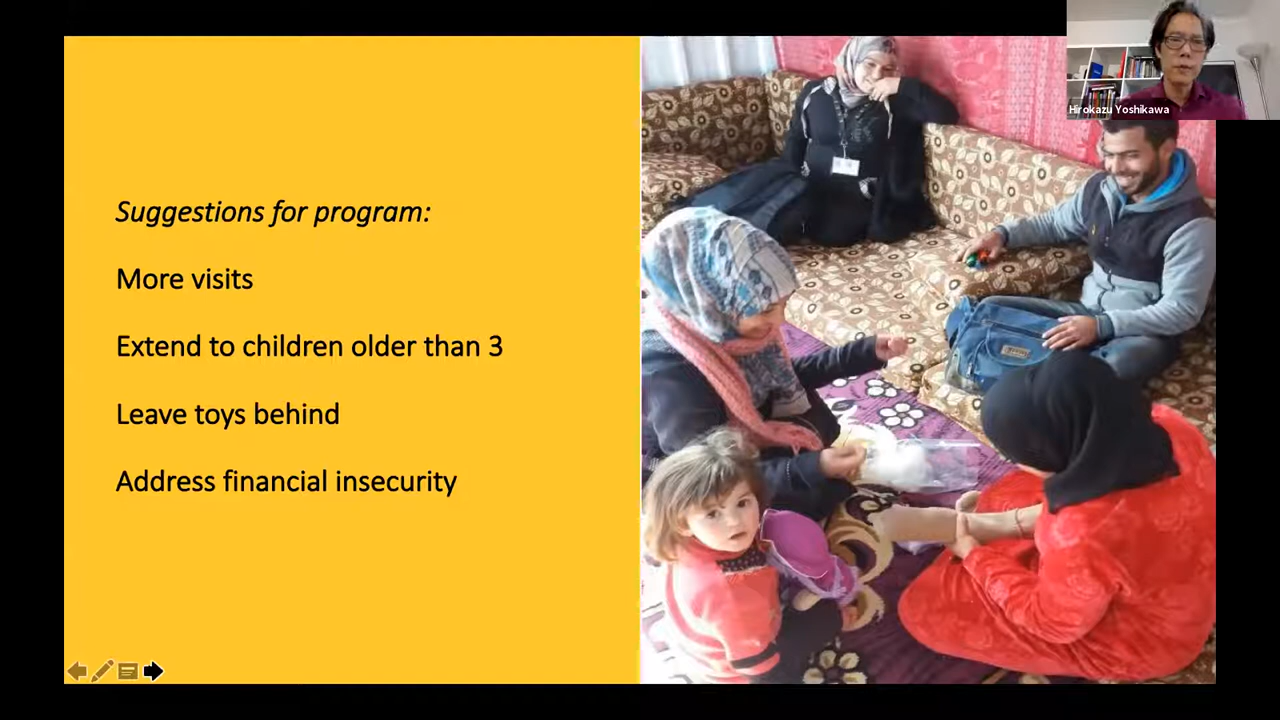 Hirokazu Yoshikawa
Suggestions for program:
More visits
Extend to children older than 3
Leave toys behind
Address financial insecurity